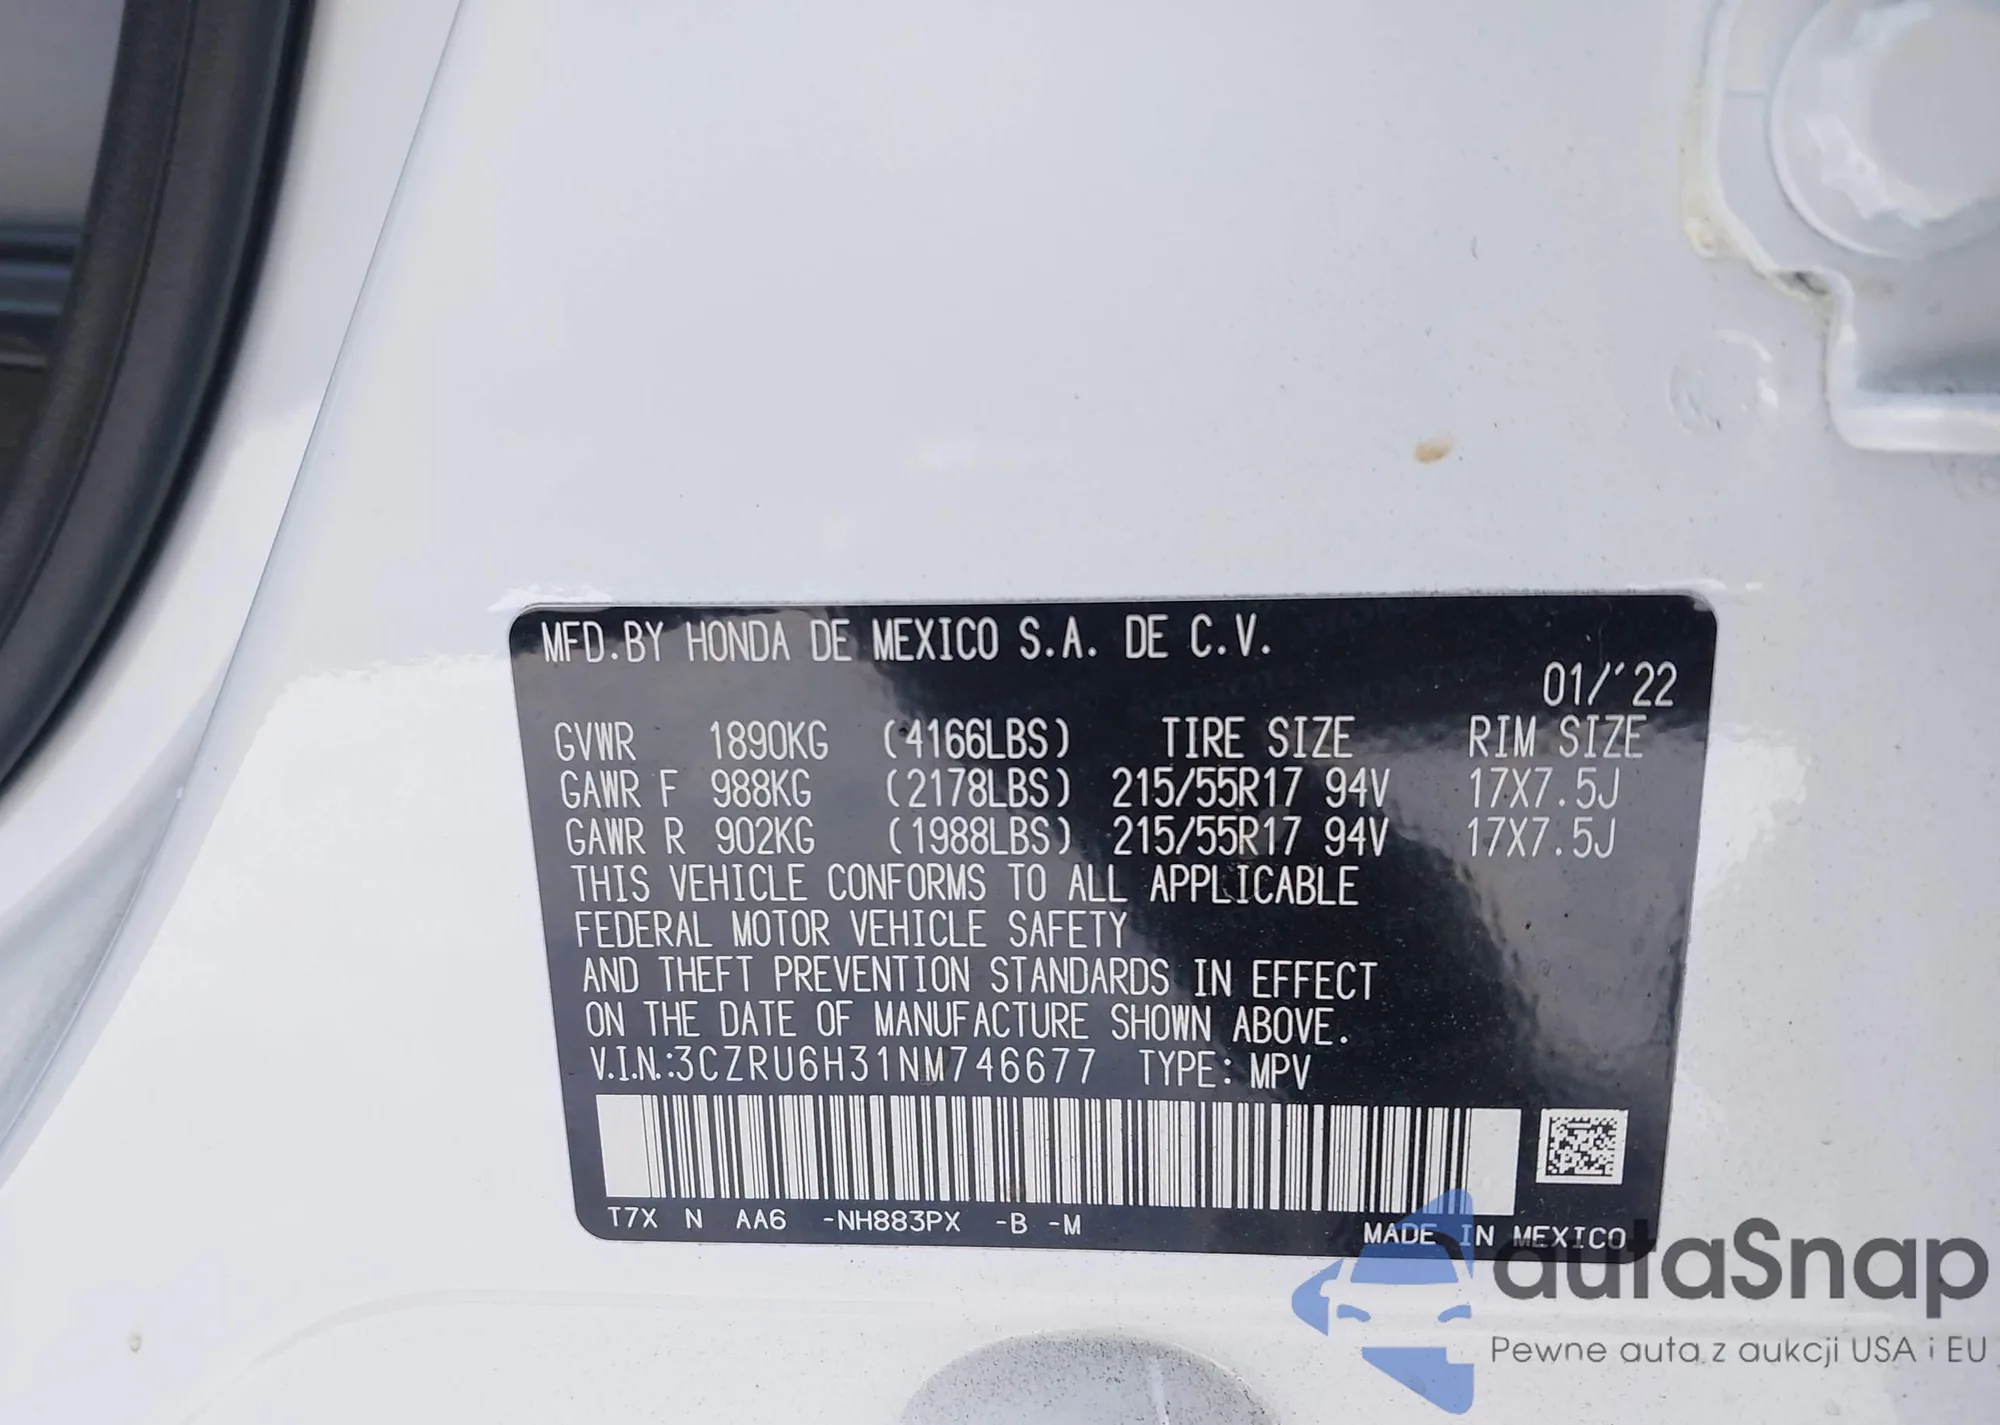 MFD.BY HONDA DE MEXICO S.A. DE C.V.
01/'22
GVWR 1890KG (4166LBS) TIRE SIZE RIM SIZE
GAWR F 988KG (2178LBS) 215/55R17 94V 17X7.5J
GAWR R 902KG (1988LBS) 215/55R17 94V 17X7.5J
THIS VEHICLE CONFORMS TO ALL APPLICABLE
FEDERAL MOTOR VEHICLE SAFETY
AND THEFT PREVENTION STANDARDS IN EFFECT
ON THE DATE OF MANUFACTURE SHOWN ABOVE.
V.I.N.:3CZRU6H31NM746677 TYPE: MPV
T7X N AA6 -NH883PX -B -M
MADE IN MEXICO
autaSnap
Pewne auta z aukcji USA i EU